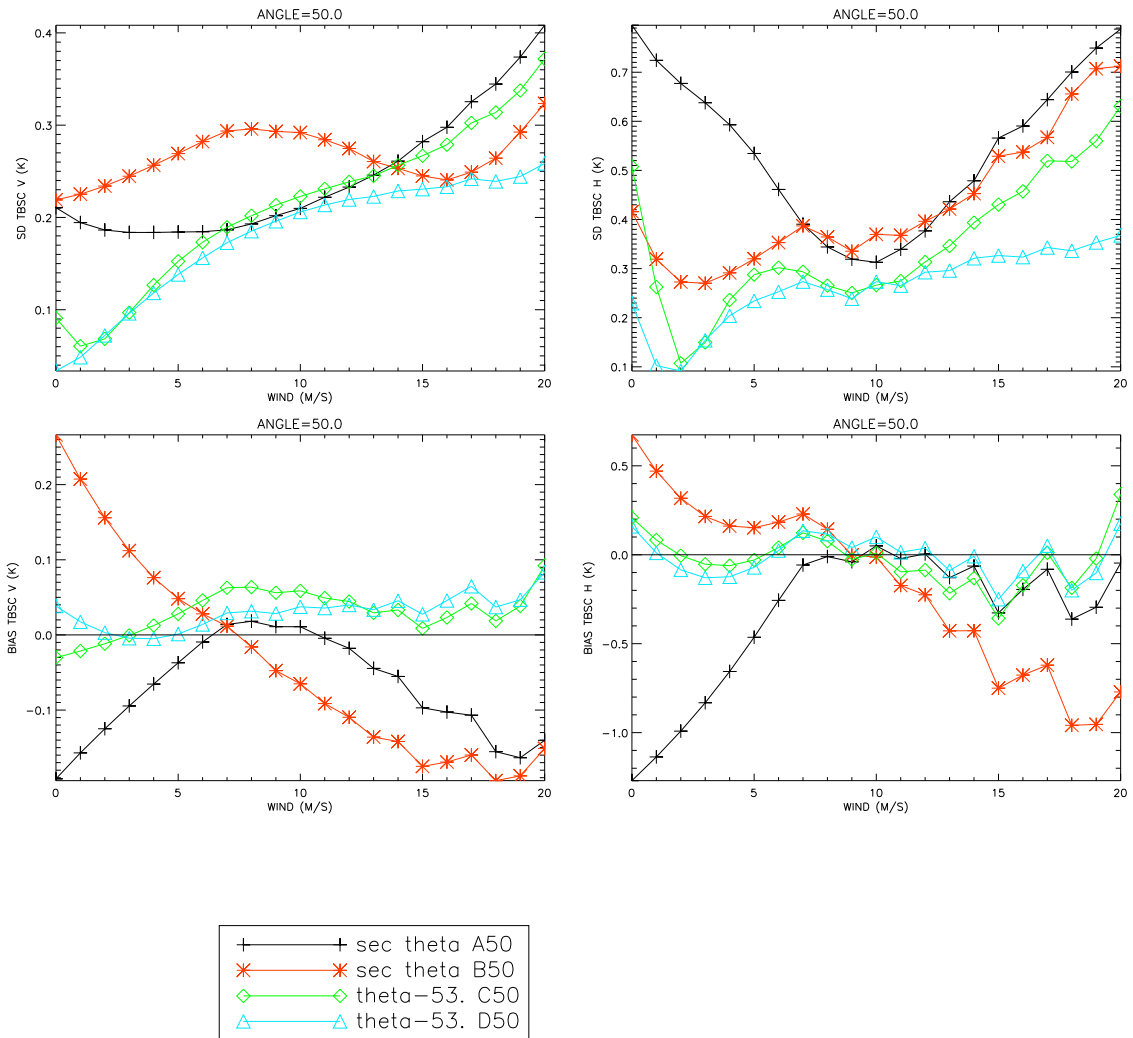 ANGLE=50.0
SD TBSC V (K)
0.4
0.3
0.2
0.1
0 5 10 15 20
WIND (M/S)
ANGLE=50.0
SD TBSC H (K)
0.7
0.6
0.5
0.4
0.3
0.2
0.1
0 5 10 15 20
WIND (M/S)
ANGLE=50.0
BIAS TBSC V (K)
0.2
0.1
0.0
-0.1
0 5 10 15 20
WIND (M/S)
ANGLE=50.0
BIAS TBSC H (K)
0.5
0.0
-0.5
-1.0
0 5 10 15 20
WIND (M/S)
sec theta A50
sec theta B50
theta-53. C50
theta-53. D50